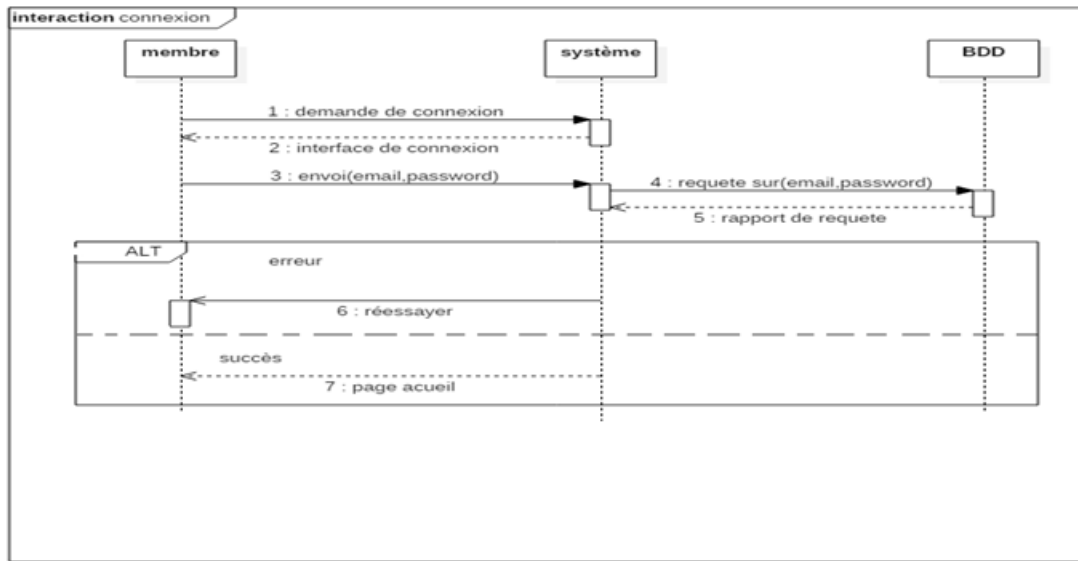 interaction connexion
membre
système
BDD
1 : demande de connexion
2 : interface de connexion
3 : envoi(email,password)
4 : requete sur(email,password)
5 : rapport de requete
ALT
erreur
6 : réessayer
succès
7 : page acueil